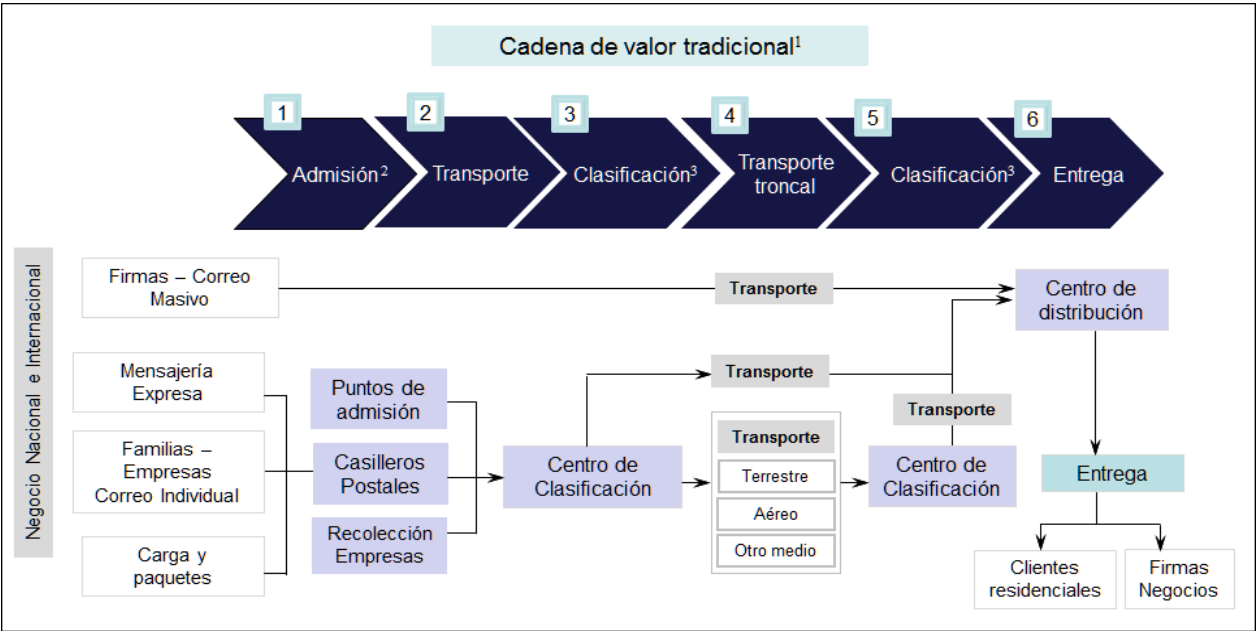 Cadena de valor tradicional¹
1
2
3
4
5
6
Admisión²
Transporte
Clasificación³
Transporte
troncal
Clasificación³
Entrega
Negocio Nacional e Internacional
Firmas – Correo
Masivo
Transporte
Centro de
distribución
Mensajería
Expresa
Familias –
Empresas
Correo Individual
Carga y
paquetes
Puntos de
admisión
Casilleros
Postales
Recolección
Empresas
Centro de
Clasificación
Transporte
Transporte
Terrestre
Aéreo
Otro medio
Transporte
Centro de
Clasificación
Entrega
Clientes
residenciales
Firmas
Negocios